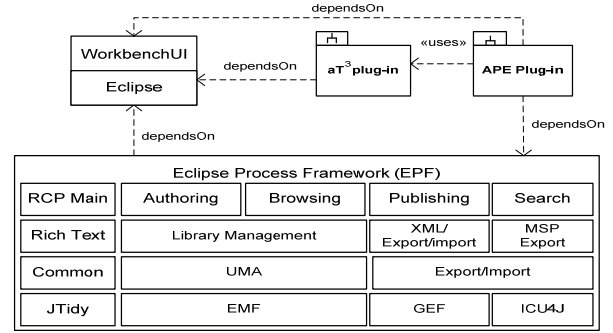 dependsOn
WorkbenchUI
Eclipse
dependsOn
aT³plug-in
«uses»
APE Plug-in
dependsOn
dependsOn
Eclipse Process Framework (EPF)
RCP Main
Authoring
Browsing
Publishing
Search
Rich Text
Library Management
XML/
Export/import
MSP
Export
Common
UMA
Export/Import
JTidy
EMF
GEF
ICU4J